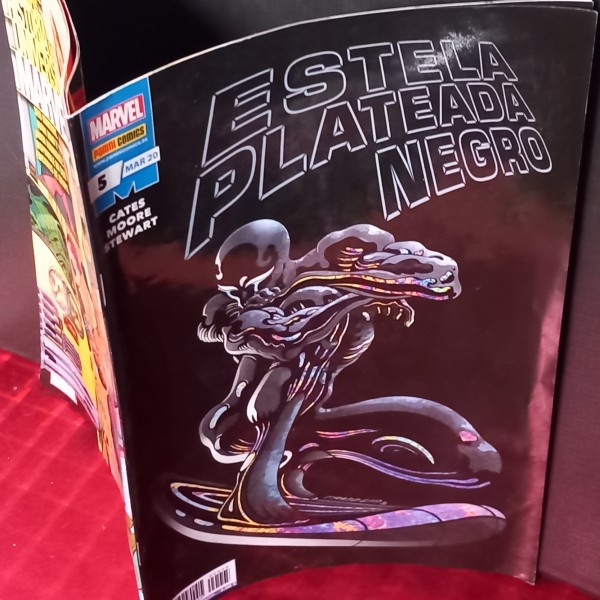 ESTELA
PLATEADA
NEGRO
MARVEL
PANINI COMICS
5 / MAR 20
CATES
MOORE
STEWART